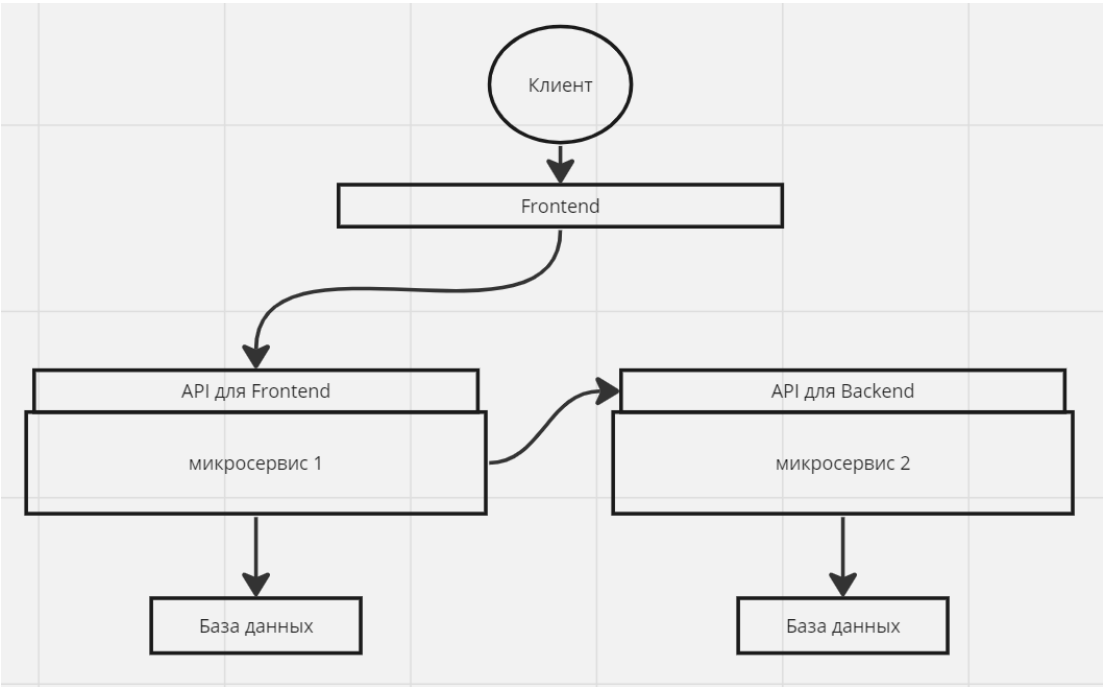 Клиент
Frontend
API для Frontend
API для Backend
микросервис 1
микросервис 2
База данных
База данных